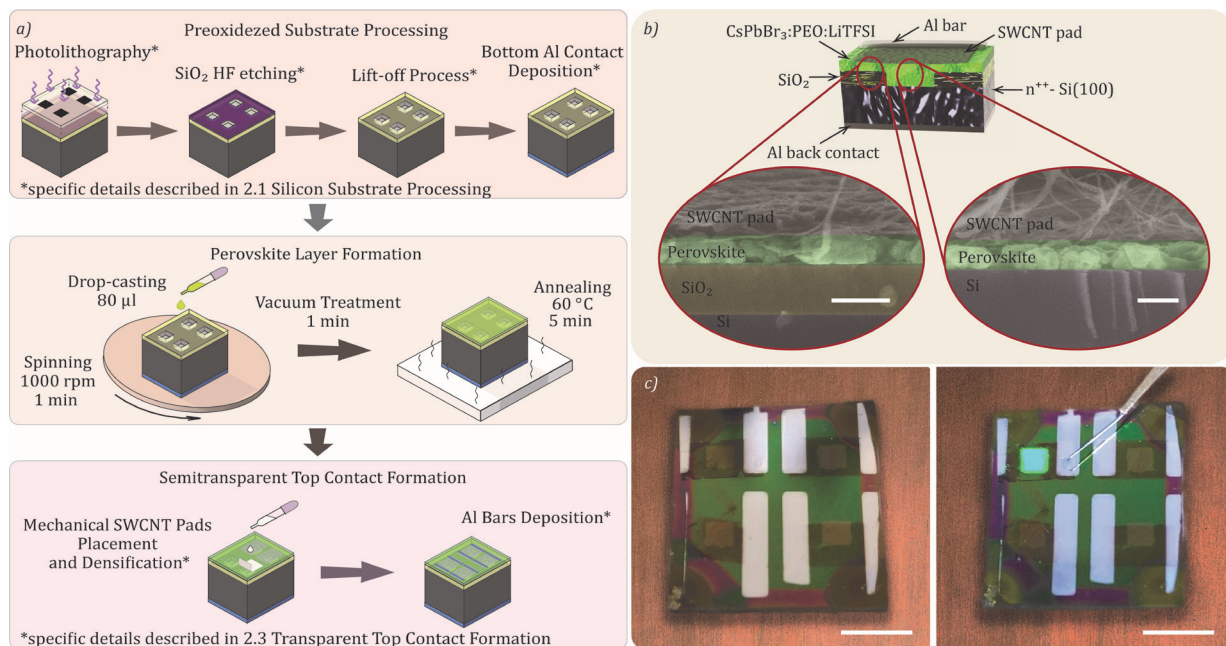 a)
Preoxidezed Substrate Processing
Photolithography*
SiO₂ HF etching*
Lift-off Process*
Bottom Al Contact
Deposition*
*specific details described in 2.1 Silicon Substrate Processing
Perovskite Layer Formation
Drop-casting
80 µl
Spinning
1000 rpm
1 min
Vacuum Treatment
1 min
Annealing
60 °C
5 min
Semitransparent Top Contact Formation
Mechanical SWCNT Pads
Placement
and Densification*
Al Bars Deposition*
*specific details described in 2.3 Transparent Top Contact Formation
b)
CsPbBr₃:PEO:LiTFSI
Al bar
SWCNT pad
SiO₂
n⁺⁺- Si(100)
Al back contact
SWCNT pad
Perovskite
SiO₂
Si
SWCNT pad
Perovskite
Si
c)